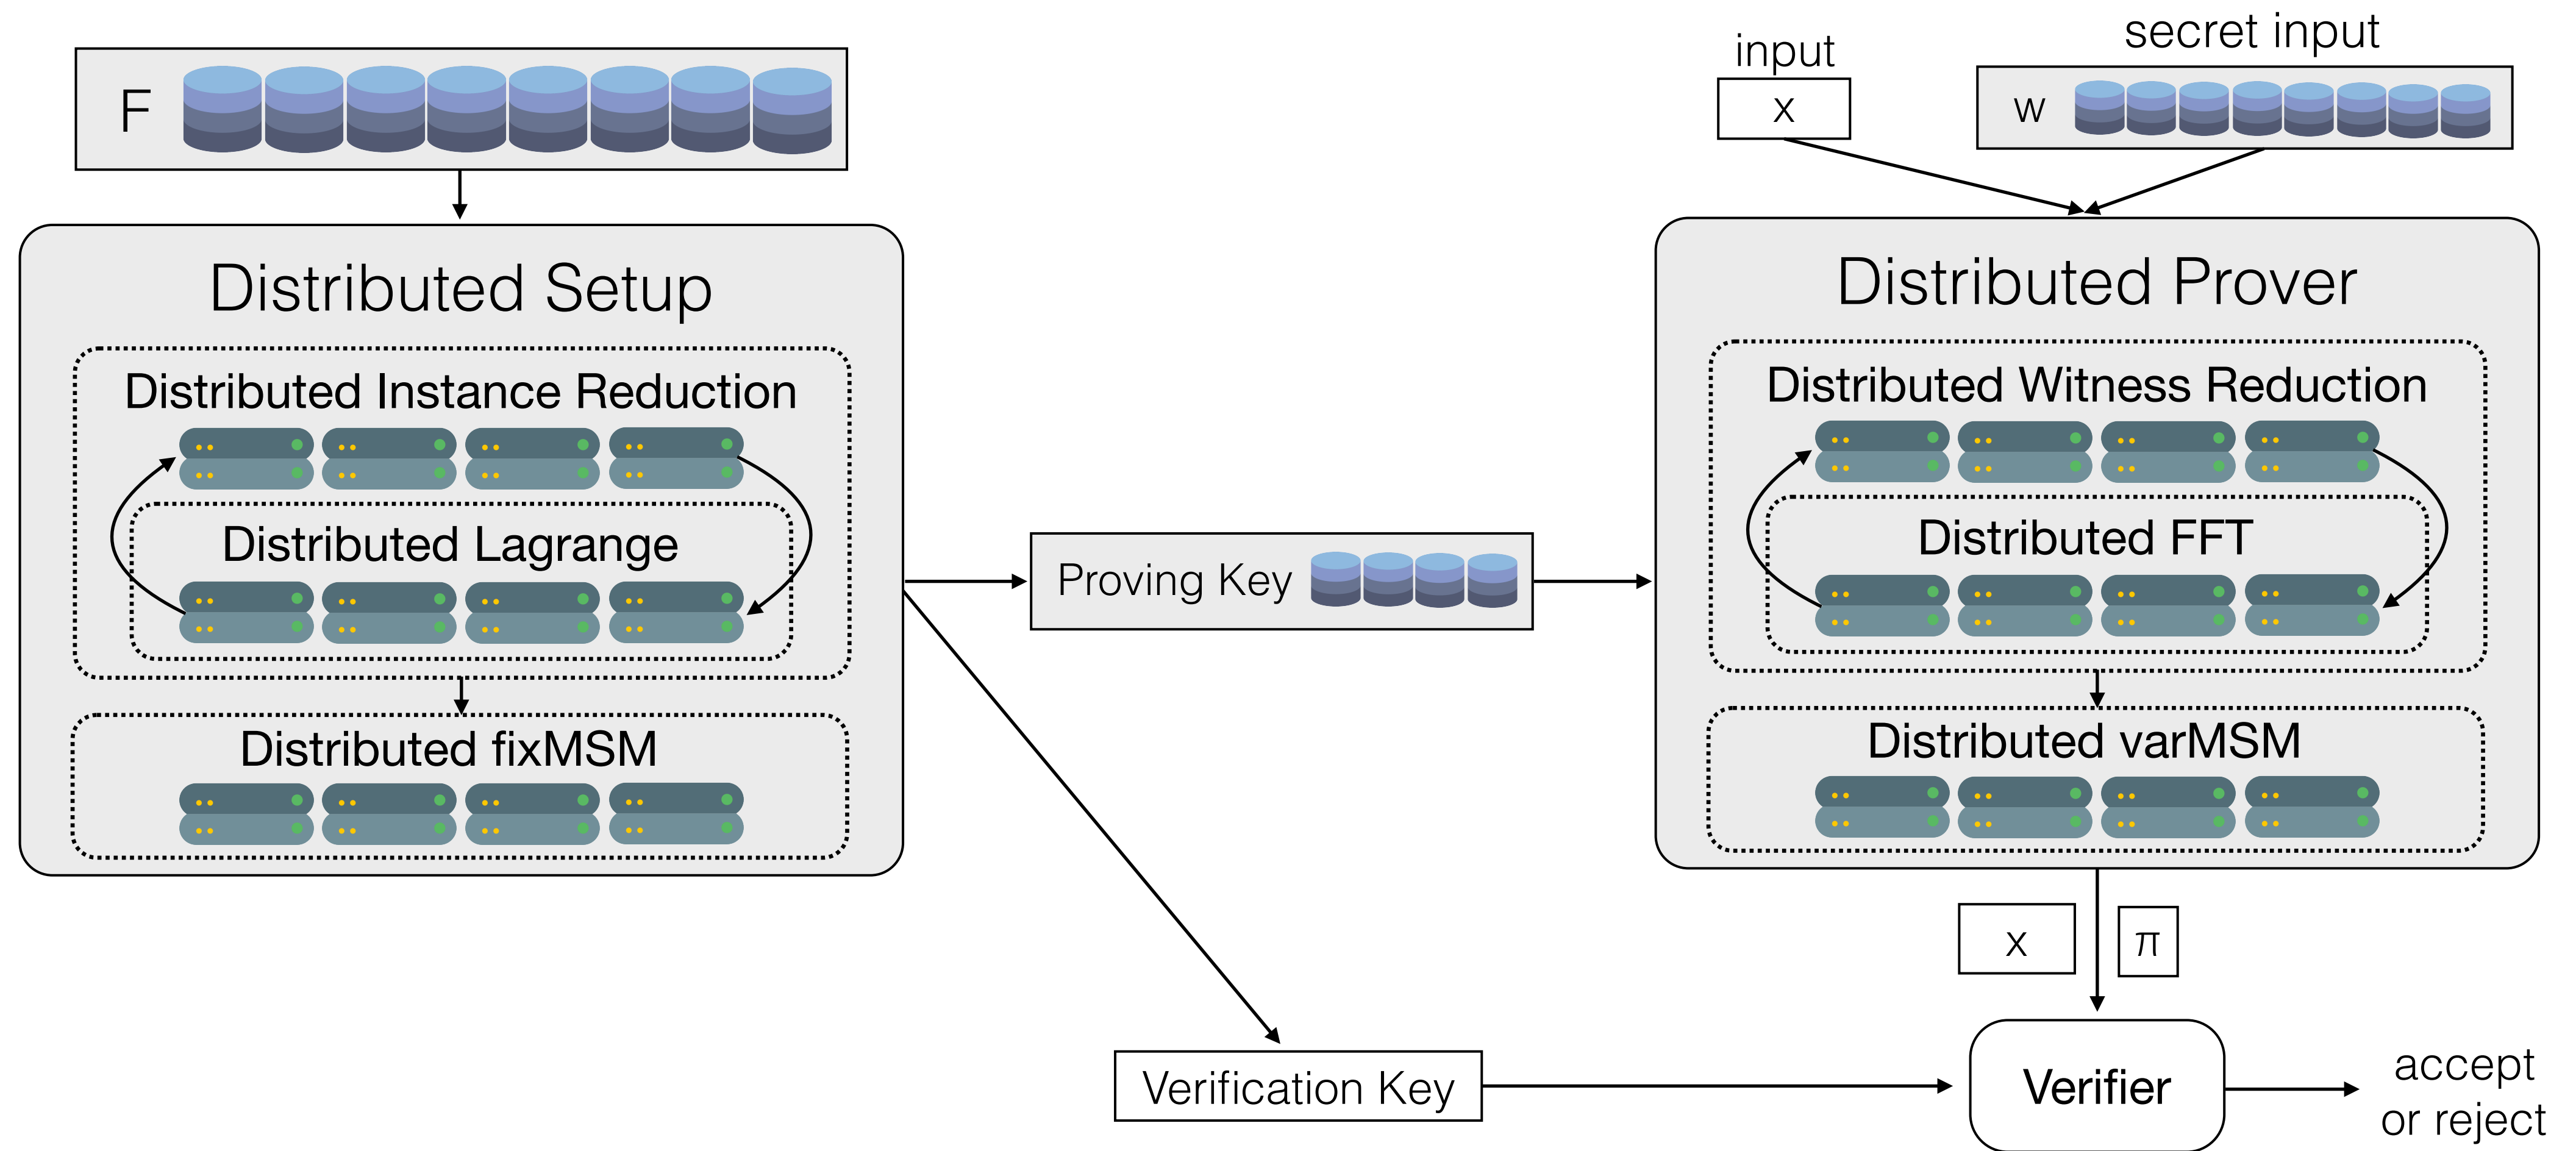 F
Distributed Setup
Distributed Instance Reduction
Distributed Lagrange
Distributed fixMSM
Proving Key
Verification Key
input
x
secret input
w
Distributed Prover
Distributed Witness Reduction
Distributed FFT
Distributed varMSM
x
π
Verifier
accept
or reject